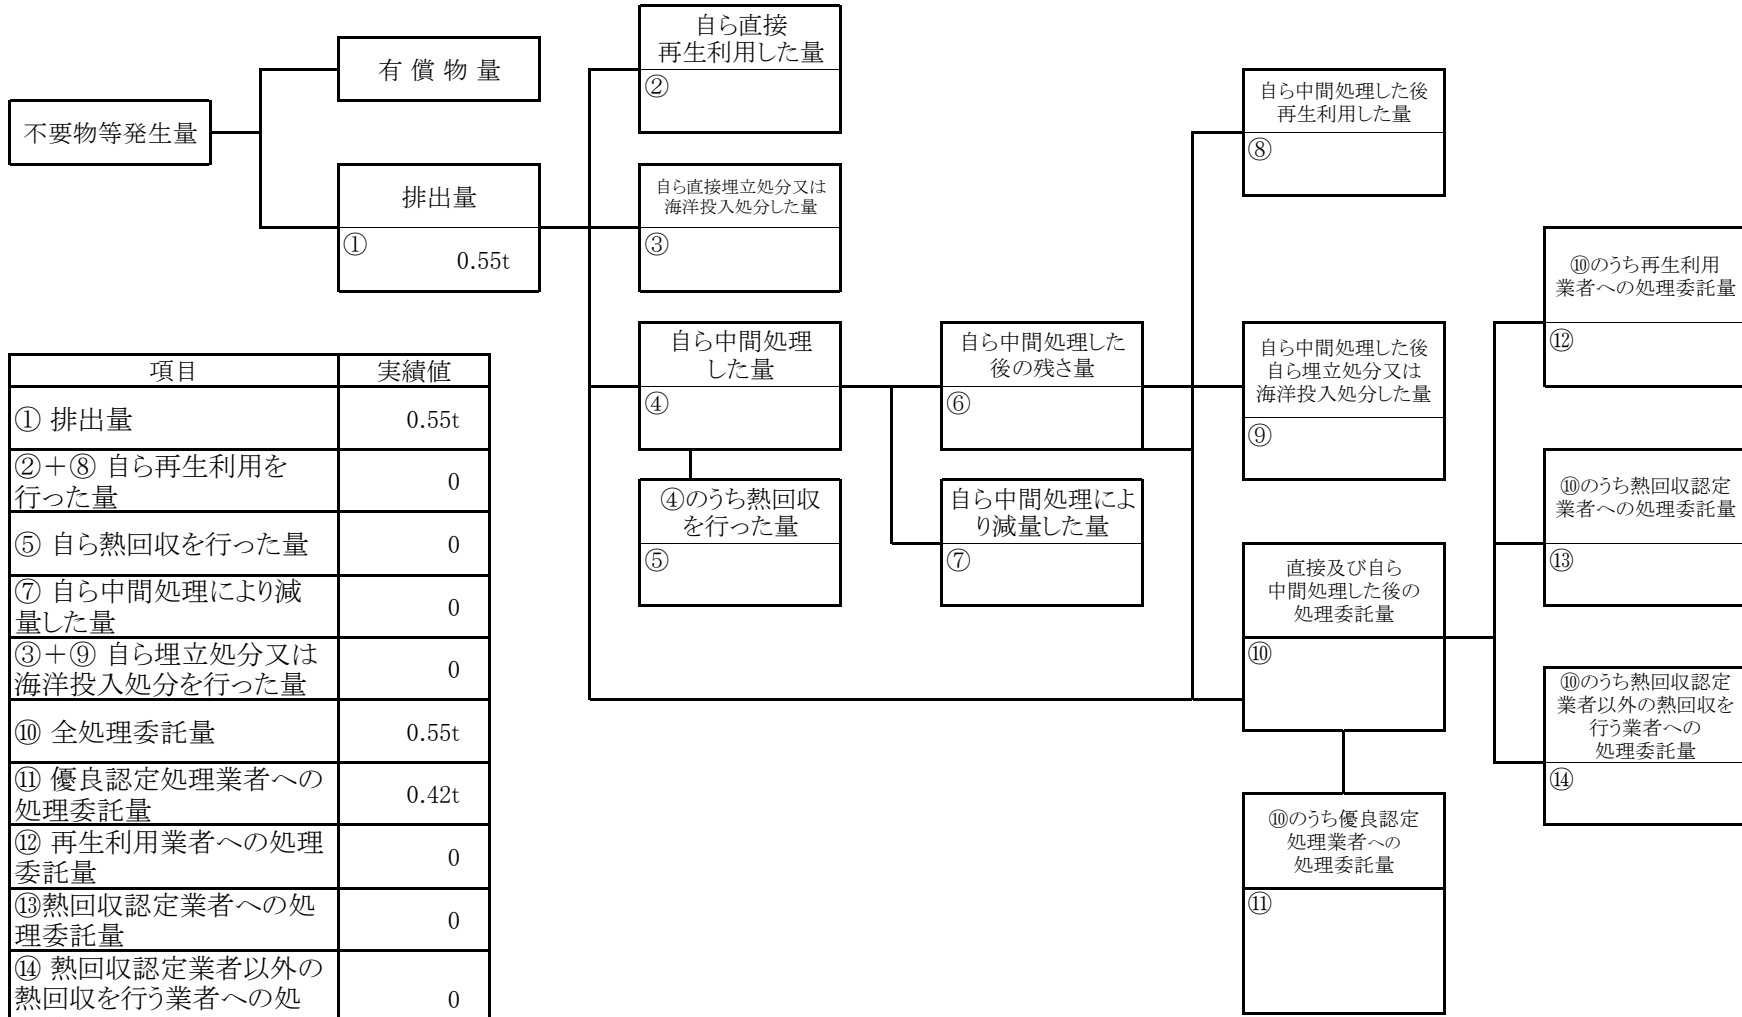 不要物等発生量
有 償 物 量
排出量
①
0.55t
自ら直接
再生利用した量
②
自ら直接埋立処分又は
海洋投入処分した量
③
自ら中間処理
した量
④
④のうち熱回収
を行った量
⑤
自ら中間処理した
後の残さ量
⑥
自ら中間処理によ
り減量した量
⑦
自ら中間処理した後
再生利用した量
⑧
自ら中間処理した後
自ら埋立処分又は
海洋投入処分した量
⑨
直接及び自ら
中間処理した後の
処理委託量
⑩
⑩のうち優良認定
処理業者への
処理委託量
⑪
⑩のうち再生利用
業者への処理委託量
⑫
⑩のうち熱回収認定
業者への処理委託量
⑬
⑩のうち熱回収認定
業者以外の熱回収を
行う業者への
処理委託量
⑭
項目 実績値
① 排出量 0.55t
②＋⑧ 自ら再生利用を
行った量 0
⑤ 自ら熱回収を行った量 0
⑦ 自ら中間処理により減
量した量 0
③＋⑨ 自ら埋立処分又は
海洋投入処分を行った量 0
⑩ 全処理委託量 0.55t
⑪ 優良認定処理業者への
処理委託量 0.42t
⑫ 再生利用業者への処理
委託量 0
⑬熱回収認定業者への処
理委託量 0
⑭ 熱回収認定業者以外の
熱回収を行う業者への処 0